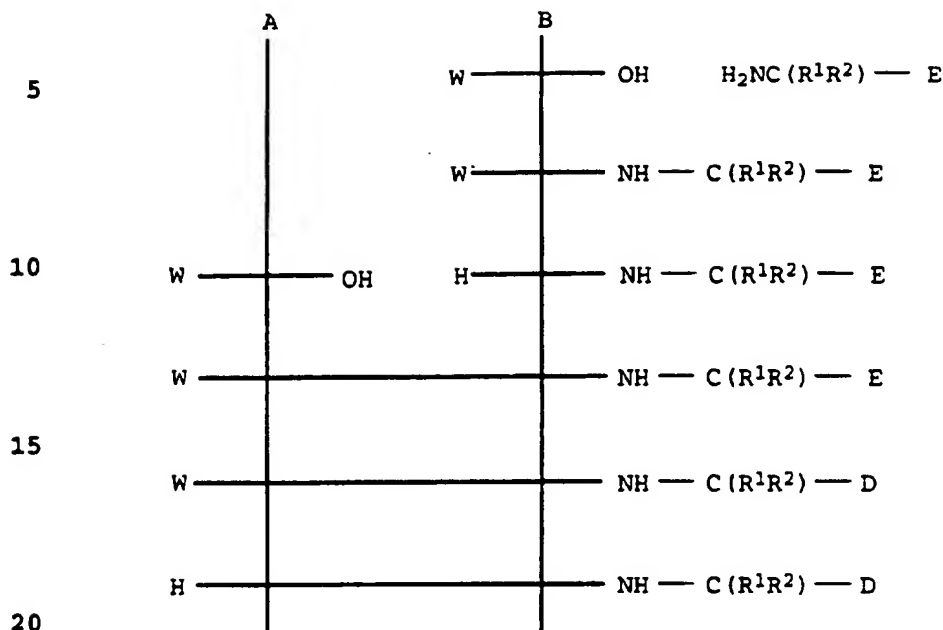 A B
5 W OH H₂NC(R¹R²) — E
W NH — C(R¹R²) — E
10 W OH H NH — C(R¹R²) — E
W NH — C(R¹R²) — E
15
W NH — C(R¹R²) — D
H NH — C(R¹R²) — D
20